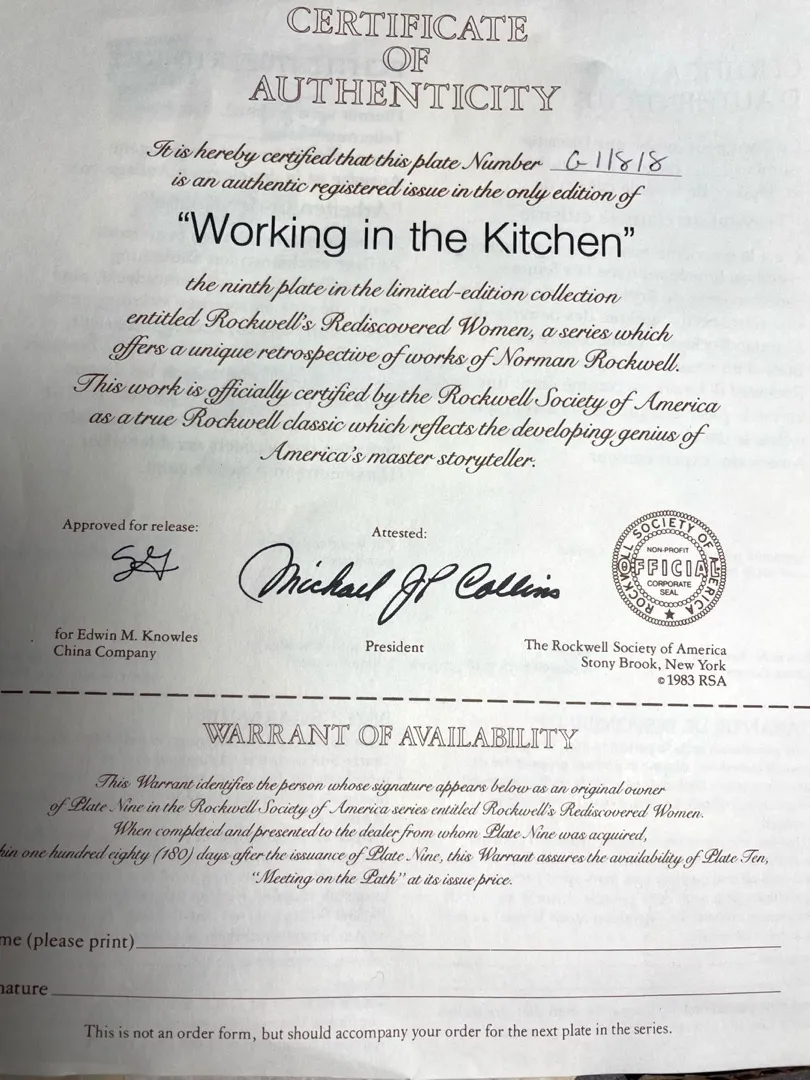 CERTIFICATE
OF
AUTHENTICITY
It is hereby certified that this plate Number G 11818
is an authentic registered issue in the only edition of
“Working in the Kitchen”
the ninth plate in the limited-edition collection
entitled Rockwell's Rediscovered Women, a series which
offers a unique retrospective of works of Norman Rockwell.
This work is officially certified by the Rockwell Society of America
as a true Rockwell classic which reflects the developing genius of
America's master storyteller.
Approved for release:
Attested:
SG
Michael JP Collins
ROCKWELL SOCIETY OF AMERICA
NON-PROFIT
OFFICIAL
CORPORATE
SEAL
for Edwin M. Knowles
China Company
President
The Rockwell Society of America
Stony Brook, New York
© 1983 RSA
WARRANT OF AVAILABILITY
This Warrant identifies the person whose signature appears below as an original owner
of Plate Nine in the Rockwell Society of America series entitled Rockwell's Rediscovered Women.
When completed and presented to the dealer from whom Plate Nine was acquired,
hin one hundred eighty (180) days after the issuance of Plate Nine, this Warrant assures the availability of Plate Ten,
“Meeting on the Path” at its issue price.
me (please print)
nature
This is not an order form, but should accompany your order for the next plate in the series.